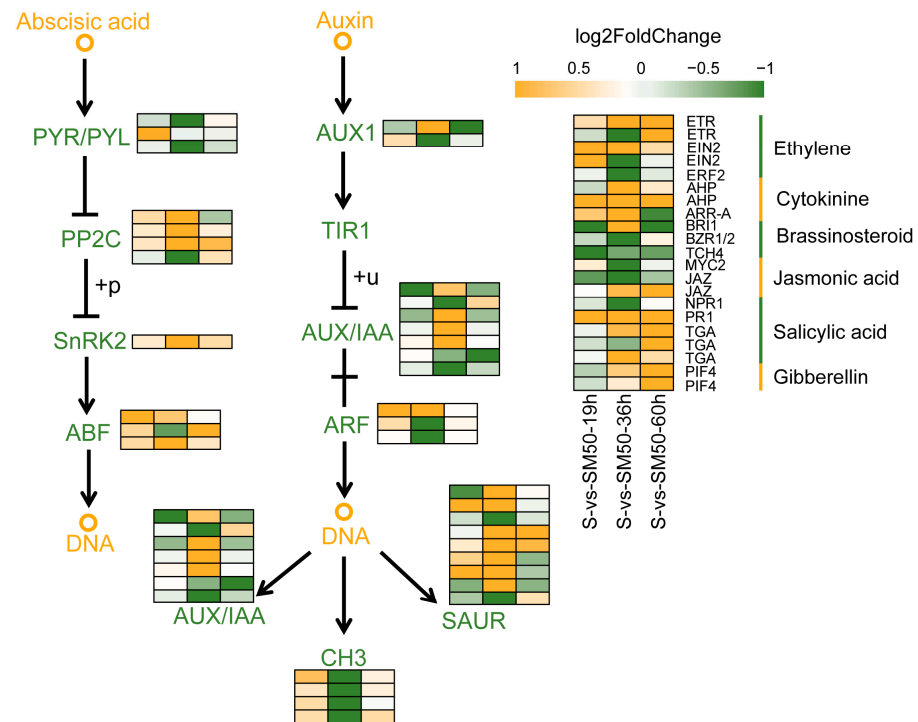 Abscisic acid
PYR/PYL
PP2C
+p
SnRK2
ABF
DNA
Auxin
AUX1
TIR1
+u
AUX/IAA
ARF
DNA
AUX/IAA
SAUR
CH3
log2FoldChange
1 0.5 0 −0.5 −1
ETR
ETR
EIN2
EIN2
ERF2
AHP
AHP
ARR-A
BRI1
BZR1/2
TCH4
MYC2
JAZ
JAZ
NPR1
PR1
TGA
TGA
TGA
PIF4
PIF4
Ethylene
Cytokinine
Brassinosteroid
Jasmonic acid
Salicylic acid
Gibberellin
S-vs-SM50-19h
S-vs-SM50-36h
S-vs-SM50-60h